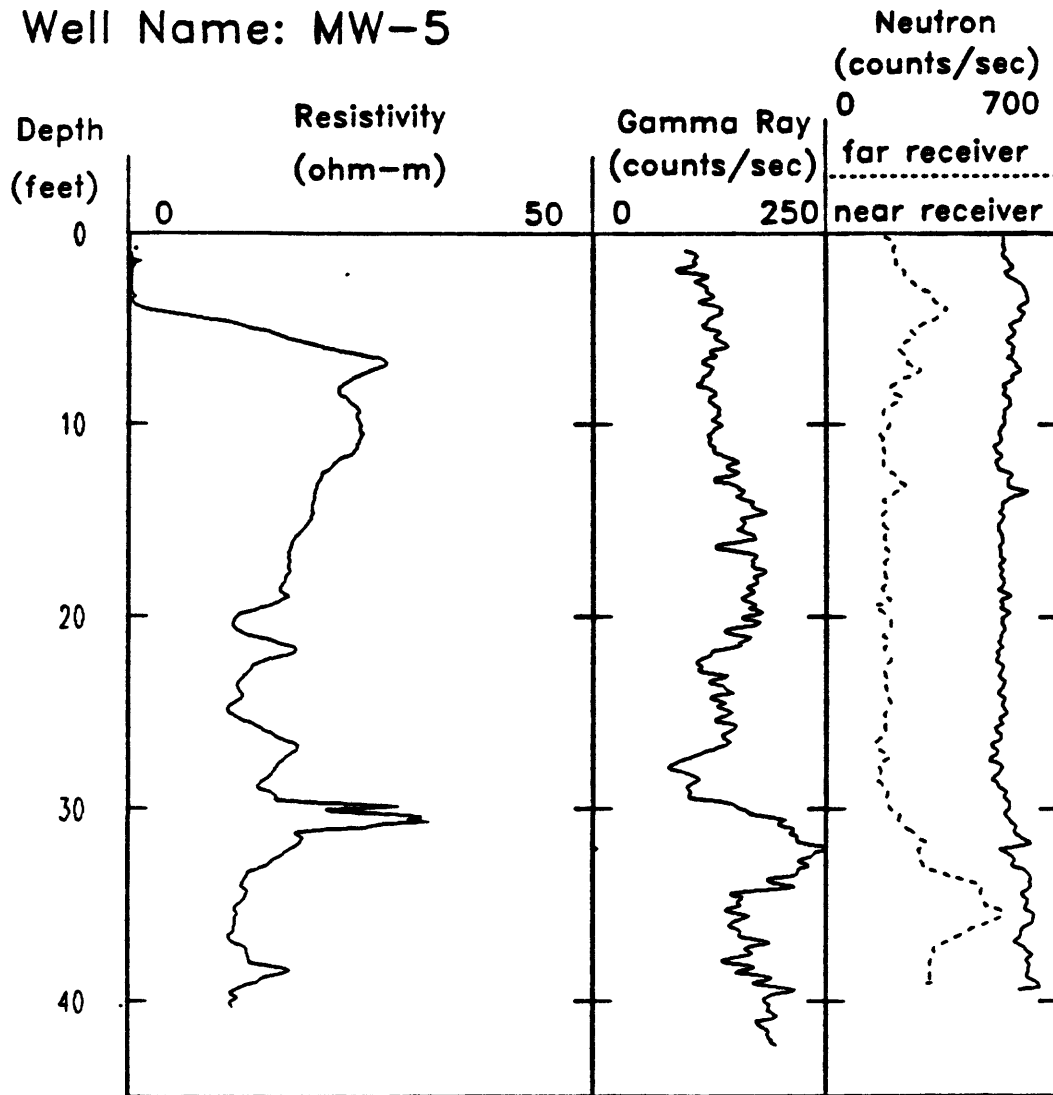 Well Name: MW-5
Neutron
(counts/sec)
0 700
far receiver
near receiver
Depth
(feet)
Resistivity
(ohm-m)
0 50
Gamma Ray
(counts/sec)
0 250
0
10
20
30
40